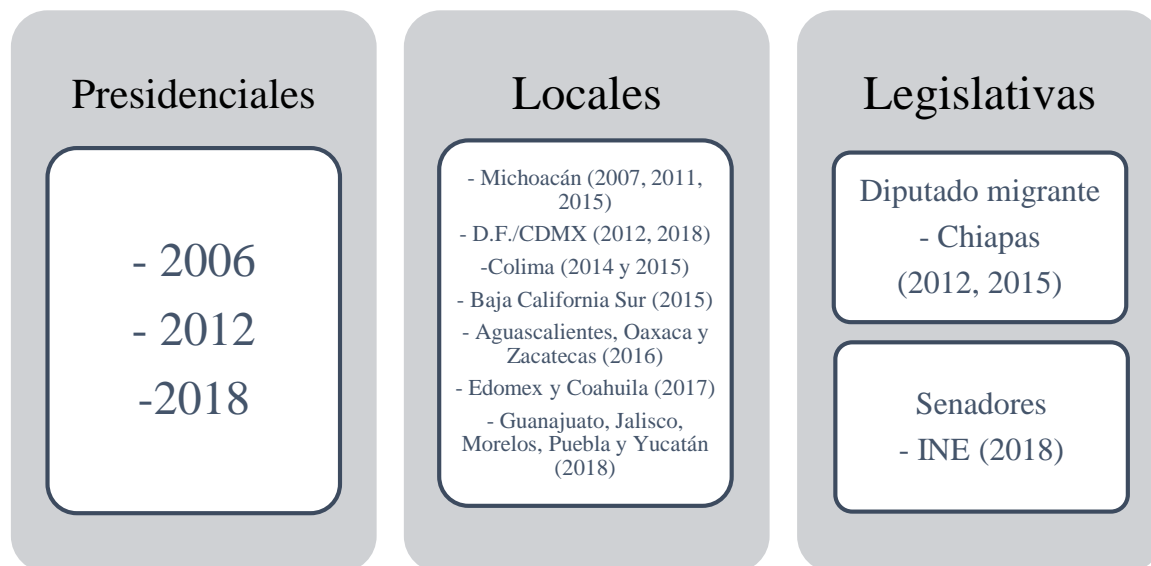 Presidenciales
- 2006
- 2012
-2018
Locales
- Michoacán (2007, 2011,
2015)
- D.F./CDMX (2012, 2018)
-Colima (2014 y 2015)
- Baja California Sur (2015)
- Aguascalientes, Oaxaca y
Zacatecas (2016)
- Edomex y Coahuila (2017)
- Guanajuato, Jalisco,
Morelos, Puebla y Yucatán
(2018)
Legislativas
Diputado migrante
- Chiapas
(2012, 2015)
Senadores
- INE (2018)